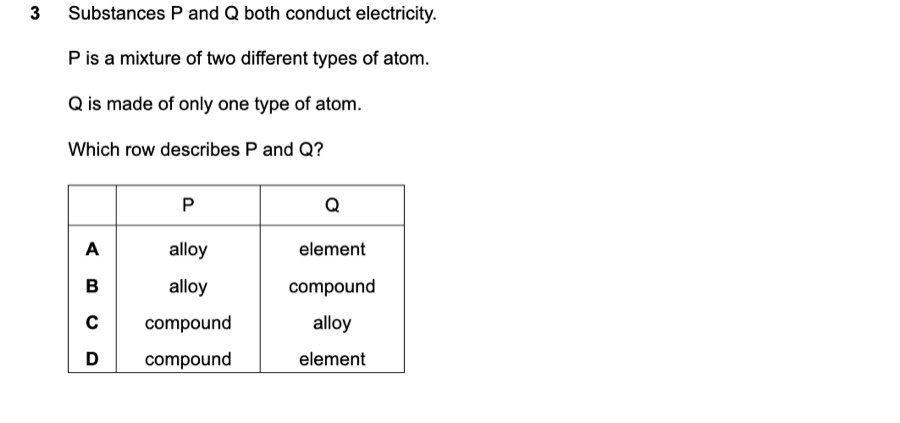 3 Substances P and Q both conduct electricity.
P is a mixture of two different types of atom.
Q is made of only one type of atom.
Which row describes P and Q?
P Q
A alloy element
B alloy compound
C compound alloy
D compound element